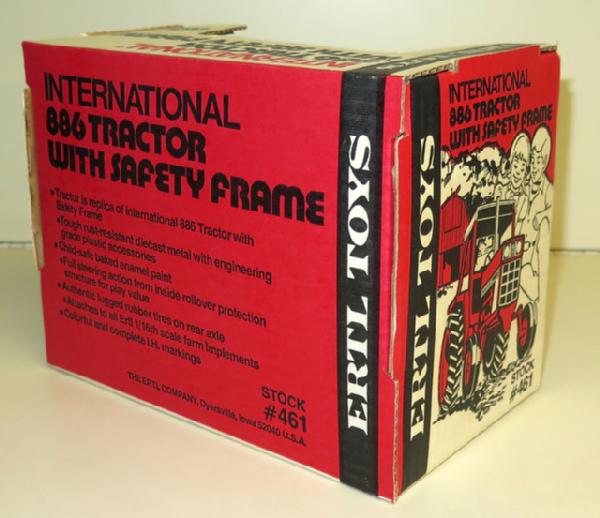 INTERNATIONAL
886 TRACTOR
WITH SAFETY FRAME
•Tractor is replica of International 886 Tractor with
Safety Frame
•Tough rust-resistant diecast metal with engineering
grade plastic accessories
•Child-safe baked enamel paint
•Full steering action from inside rollover protection
structure for play value
•Authentic lugged rubber tires on rear axle
•Attaches to all Ertl 1/16th scale farm implements
•Colorful and complete I.H. markings
THE ERTL COMPANY, Dyersville, Iowa 52040 U.S.A.
STOCK
#461
ERTL TOYS
ERTL TOYS
INTERNATIONAL
886 TRACTOR
WITH SAFETY FRAME
STOCK
#461
INTERNATIONAL